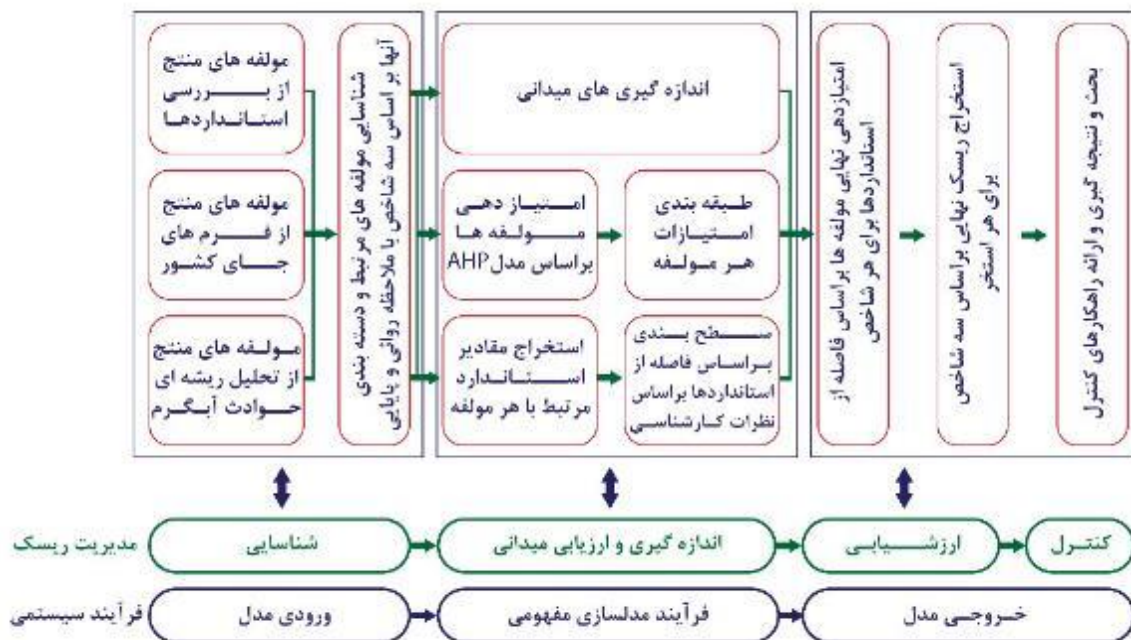 مولفه های منتج
از بررسی
استانداردها
مولفه های منتج
از فرم های
جای کشور
مولفه های منتج
از تحلیل ریشه ای
حوادث آبگرم
شناسایی مولفه های مرتبط و دسته بندی
آنها بر اساس سه شاخص با ملاحظه روائی و پایایی
اندازه گیری های میدانی
امتیاز دهی
مولفه ها
براساس مدل AHP
طبقه بندی
امتیازات
هر مولفه
استخراج مقادیر
استاندارد
مرتبط با هر مولفه
سطح بندی
براساس فاصله از
استانداردها براساس
نظرات کارشناسی
امتیازدهی نهایی مولفه ها براساس فاصله از
استانداردها برای هر شاخص
استخراج ریسک نهایی براساس سه شاخص
برای هر استخر
بحث و نتیجه گیری و ارائه راهکارهای کنترل
مدیریت ریسک
شناسایی
اندازه گیری و ارزیابی میدانی
ارزشیابی
کنترل
فرآیند سیستمی
ورودی مدل
فرآیند مدلسازی مفهومی
خروجی مدل